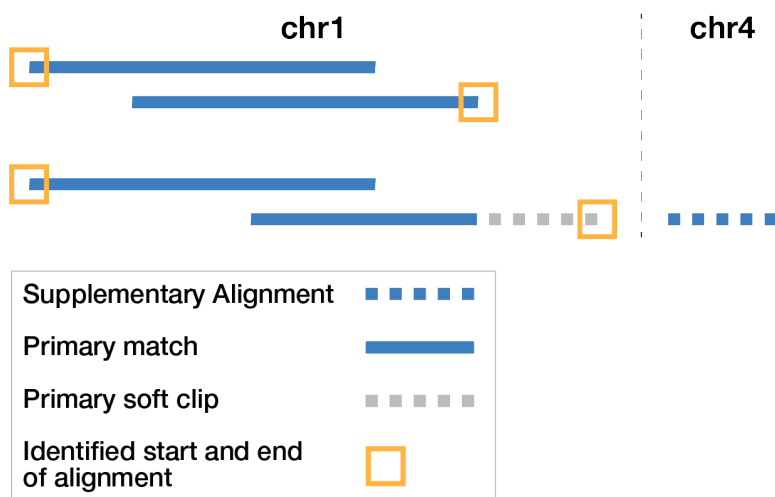 chr1
chr4
Supplementary Alignment
Primary match
Primary soft clip
Identified start and end
of alignment